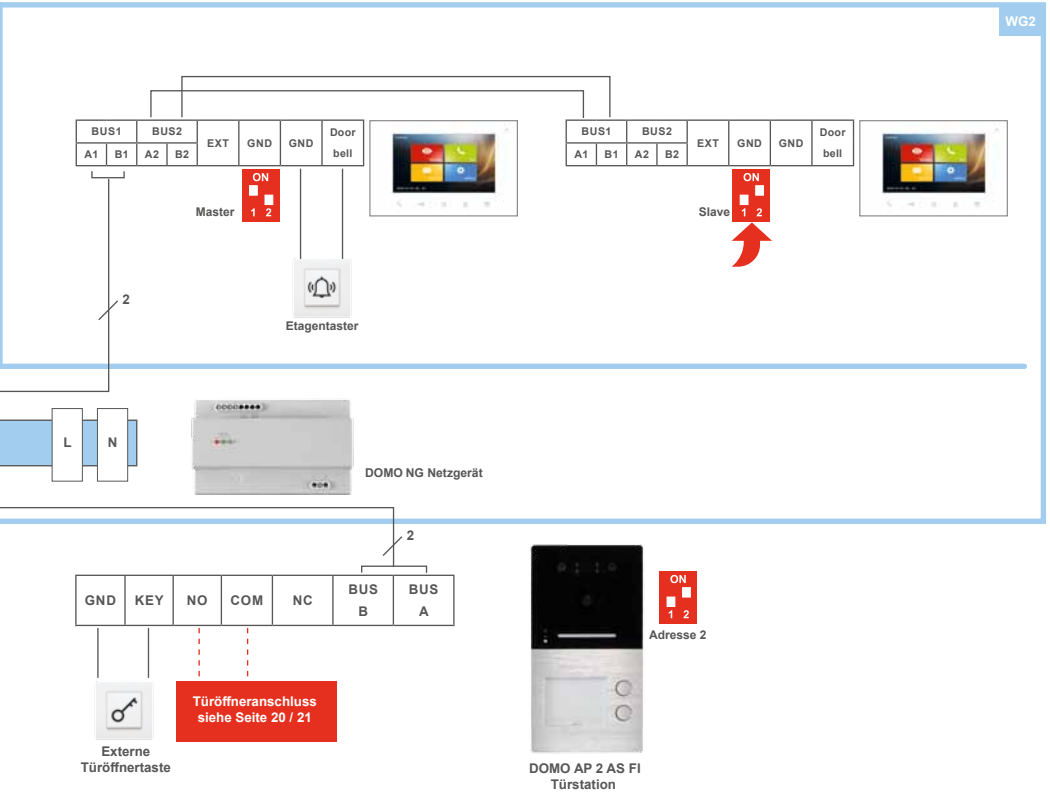 WG2
BUS1 BUS2 EXT GND GND Door bell
A1 B1 A2 B2
ON
1 2
Master
BUS1 BUS2 EXT GND GND Door bell
A1 B1 A2 B2
ON
1 2
Slave
Etagentaster
2
L N
DOMO NG Netzgerät
2
GND KEY NO COM NC BUS B BUS A
ON
1 2
Adresse 2
Türöffneranschluss
siehe Seite 20 / 21
Externe
Türöffnertaste
DOMO AP 2 AS FI
Türstation